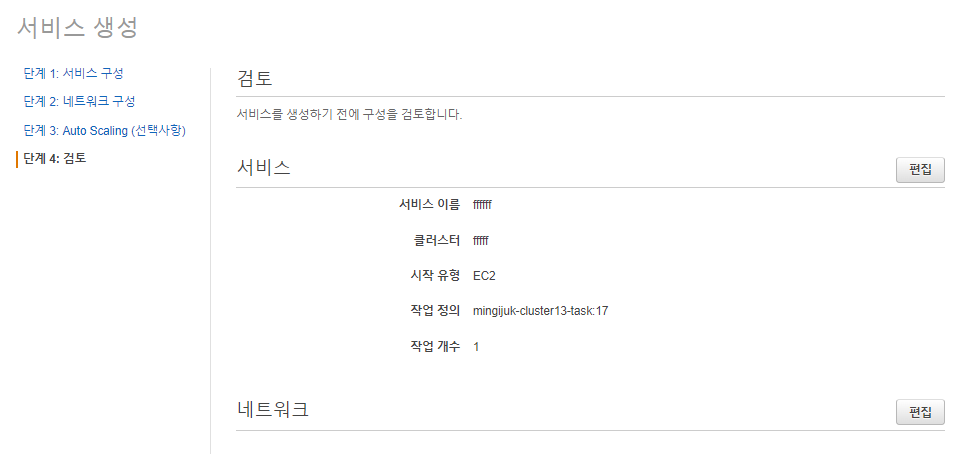 서비스 생성
단계 1: 서비스 구성
단계 2: 네트워크 구성
단계 3: Auto Scaling (선택사항)
단계 4: 검토
검토
서비스를 생성하기 전에 구성을 검토합니다.
서비스
편집
서비스 이름 ffffff
클러스터 fffff
시작 유형 EC2
작업 정의 mingijuk-cluster13-task:17
작업 개수 1
네트워크
편집